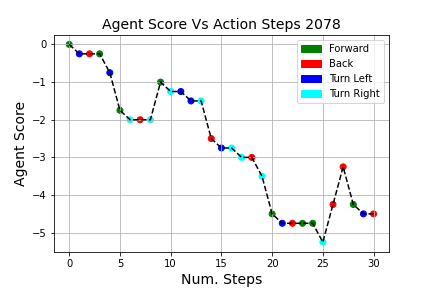 Agent Score Vs Action Steps 2078
Forward
Back
Turn Left
Turn Right
Agent Score
0
−1
−2
−3
−4
−5
0 5 10 15 20 25 30
Num. Steps